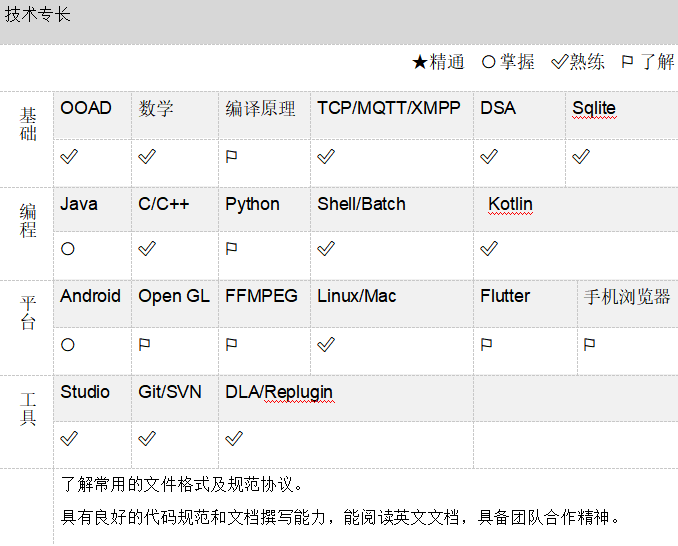 技术专长
★精通 〇掌握 ✓熟练 ⚐了解
基础
OOAD 数学 编译原理 TCP/MQTT/XMPP DSA Sqlite
✓ ✓ ⚐ ✓ ✓ ✓
编程
Java C/C++ Python Shell/Batch Kotlin
〇 ✓ ⚐ ✓ ✓
平台
Android Open GL FFMPEG Linux/Mac Flutter 手机浏览器
〇 ⚐ ⚐ ✓ ⚐ ⚐
工具
Studio Git/SVN DLA/Replugin
✓ ✓ ✓
了解常用的文件格式及规范协议。
具有良好的代码规范和文档撰写能力，能阅读英文文档，具备团队合作精神。